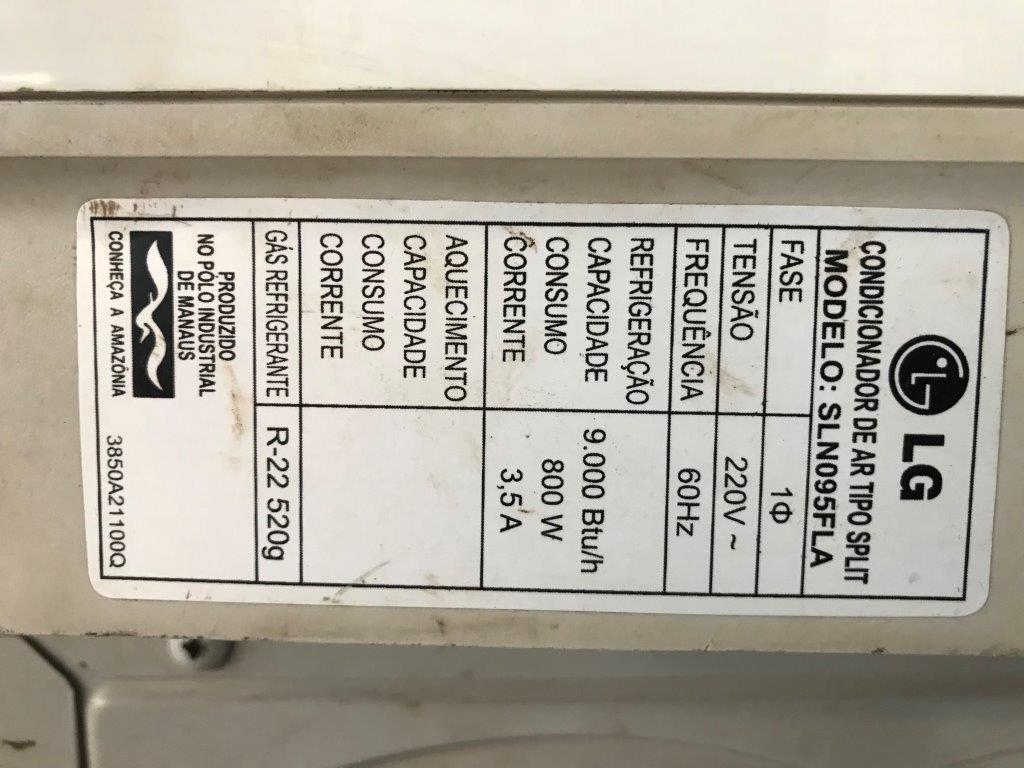 LG
CONDICIONADOR DE AR TIPO SPLIT
MODELO: SLN095FLA
FASE 1Φ
TENSÃO 220V ~
FREQUÊNCIA 60Hz
REFRIGERAÇÃO
CAPACIDADE 9.000 Btu/h
CONSUMO 800 W
CORRENTE 3,5 A
AQUECIMENTO
CAPACIDADE
CONSUMO
CORRENTE
GÁS REFRIGERANTE R-22 520g
PRODUZIDO
NO PÓLO INDUSTRIAL
DE MANAUS
CONHEÇA A AMAZÔNIA
3850A21100Q